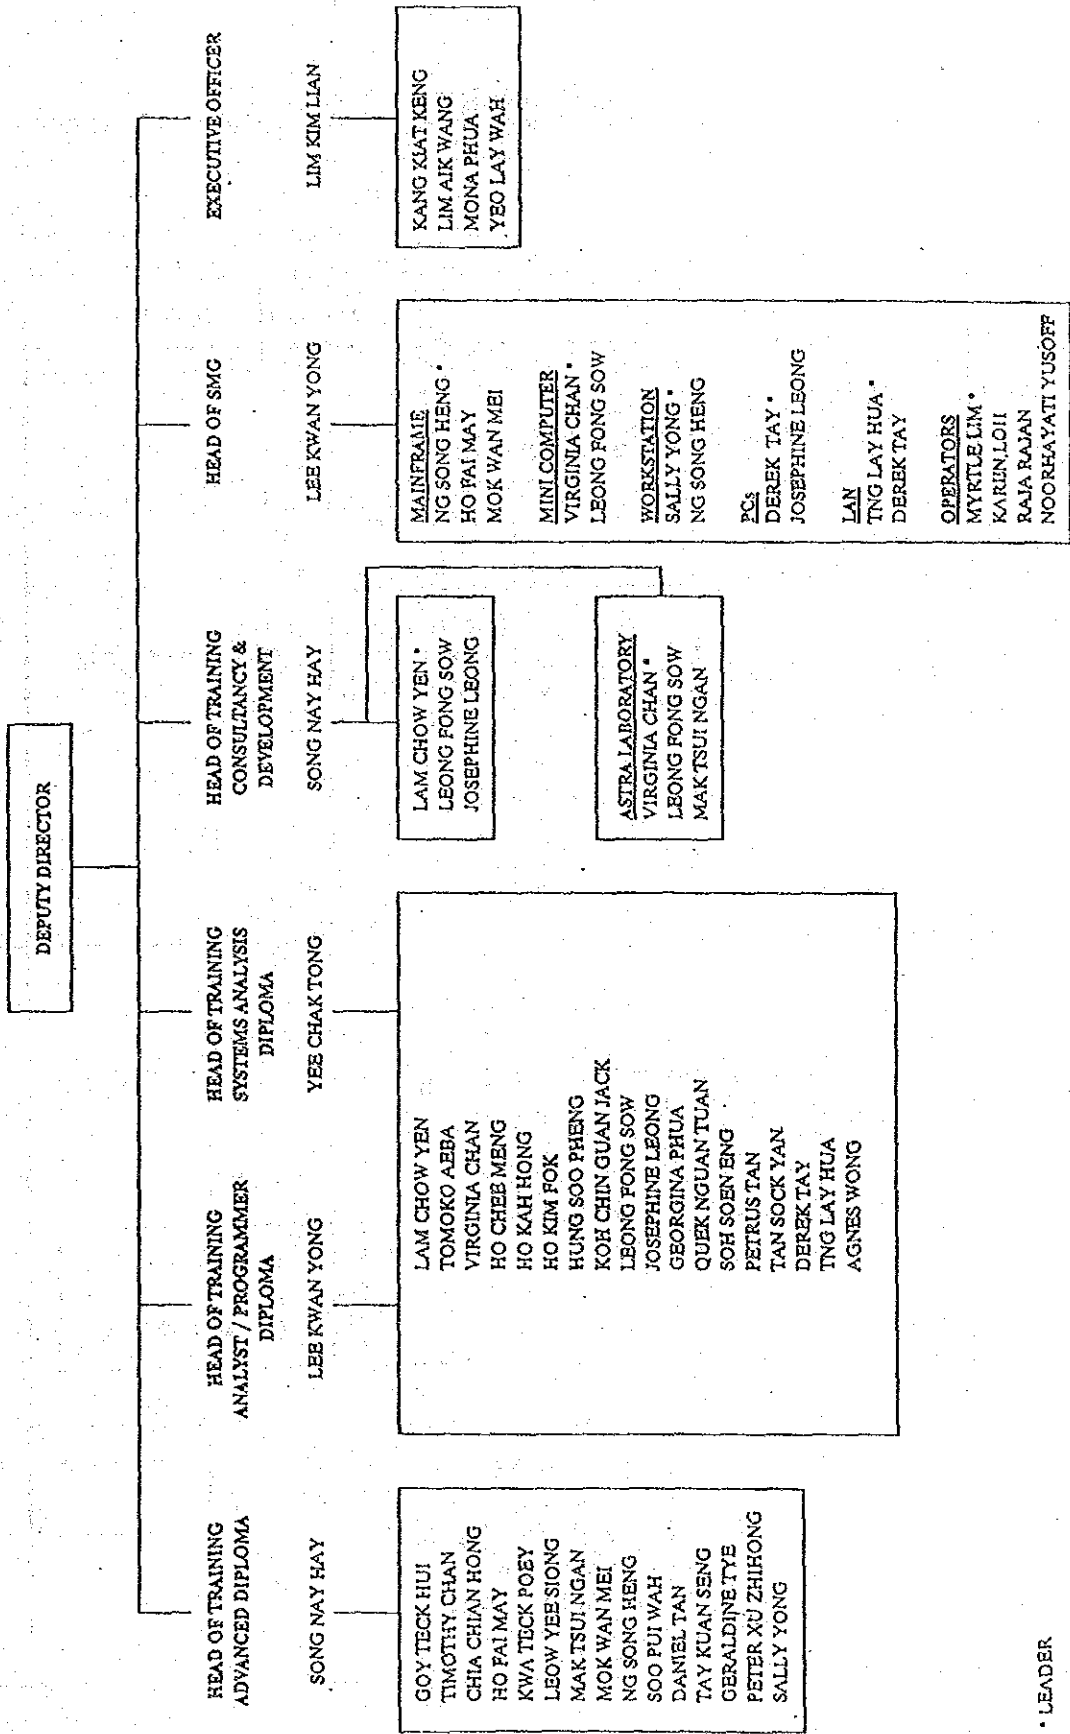 DEPUTY DIRECTOR
HEAD OF TRAINING
ADVANCED DIPLOMA
SONG NAY HAY
GOY TECK HUI
TIMOTHY CHAN
CHIA CHIAN HONG
HO PAI MAY
KWA TECK POEY
LEOW YEE SIONG
MAK TSUI NGAN
MOK WAN MEI
NG SONG HENG
SOO PUI WAH
DANIEL TAN
TAY KUAN SENG
GERALDINE TYE
PETER XU ZHIHONG
SALLY YONG
HEAD OF TRAINING
ANALYST / PROGRAMMER
DIPLOMA
LEE KWAN YONG
HEAD OF TRAINING
SYSTEMS ANALYSIS
DIPLOMA
YEE CHAK TONG
LAM CHOW YEN
TOMOKO AEBA
VIRGINIA CHAN
HO CHEE MENG
HO KAH HONG
HO KIM FOK
HUNG SOO PHENG
KOH CHIN GUAN JACK
LEONG FONG SOW
JOSEPHINE LEONG
GEORGINA PHUA
QUEK NGUAN TUAN
SOH SOEN ENG
PETRUS TAN
TAN SOCK YAN
DEREK TAY
TNG LAY HUA
AGNES WONG
HEAD OF TRAINING
CONSULTANCY &
DEVELOPMENT
SONG NAY HAY
LAM CHOW YEN *
LEONG FONG SOW
JOSEPHINE LEONG
ASTRA LABORATORY
VIRGINIA CHAN *
LEONG FONG SOW
MAK TSUI NGAN
HEAD OF SMG
LEE KWAN YONG
MAINFRAME
NG SONG HENG *
HO PAI MAY
MOK WAN MEI
MINI COMPUTER
VIRGINIA CHAN *
LEONG FONG SOW
WORKSTATION
SALLY YONG *
NG SONG HENG
PCs
DEREK TAY *
JOSEPHINE LEONG
LAN
TNG LAY HUA *
DEREK TAY
OPERATORS
MYRTLE LIM *
RAJA RAJAN
NOORHAYATI YUSOFF
EXECUTIVE OFFICER
LIM KIM LIAN
KANG KIAT KENG
LIM AIK WANG
MONA PHUA
YEO LAY WAH
* LEADER